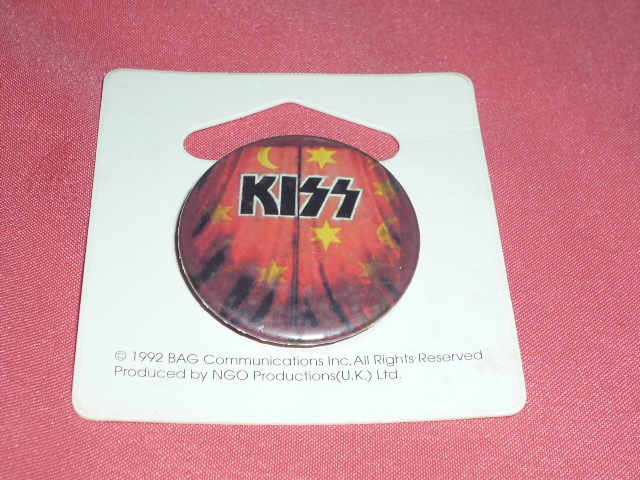 KISS
© 1992 BAG Communications Inc,All Rights Reserved
Produced by NGO Productions(U.K.) Ltd.